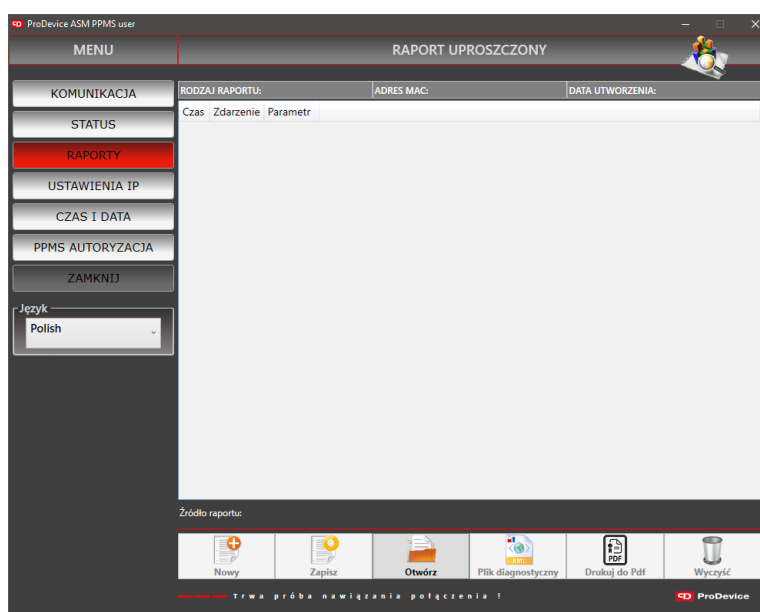 ProDevice ASM PPMS user
MENU
RAPORT UPROSZCZONY
KOMUNIKACJA
STATUS
RAPORTY
USTAWIENIA IP
CZAS I DATA
PPMS AUTORYZACJA
ZAMKNIJ
Język
Polish
RODZAJ RAPORTU: ADRES MAC: DATA UTWORZENIA:
Czas Zdarzenie Parametr
Źródło raportu:
XML
PDF
Nowy Zapisz Otwórz Plik diagnostyczny Drukuj do Pdf Wyczyść
Trwa próba nawiązania połączenia !
ProDevice